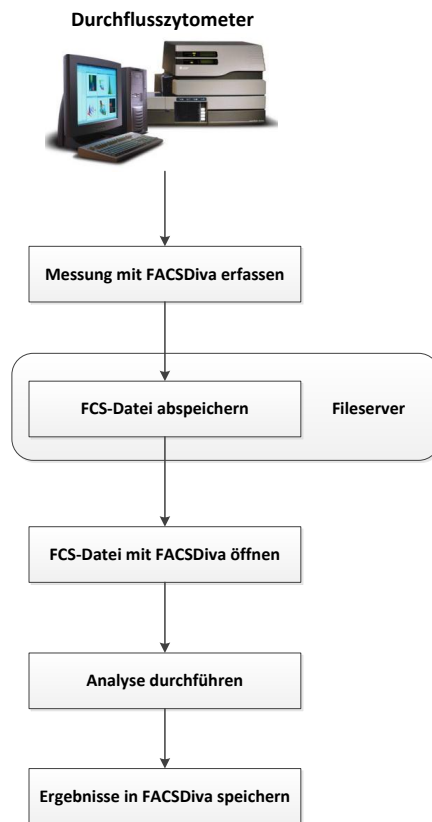 Durchflusszytometer
Messung mit FACSDiva erfassen
FCS-Datei abspeichern
Fileserver
FCS-Datei mit FACSDiva öffnen
Analyse durchführen
Ergebnisse in FACSDiva speichern